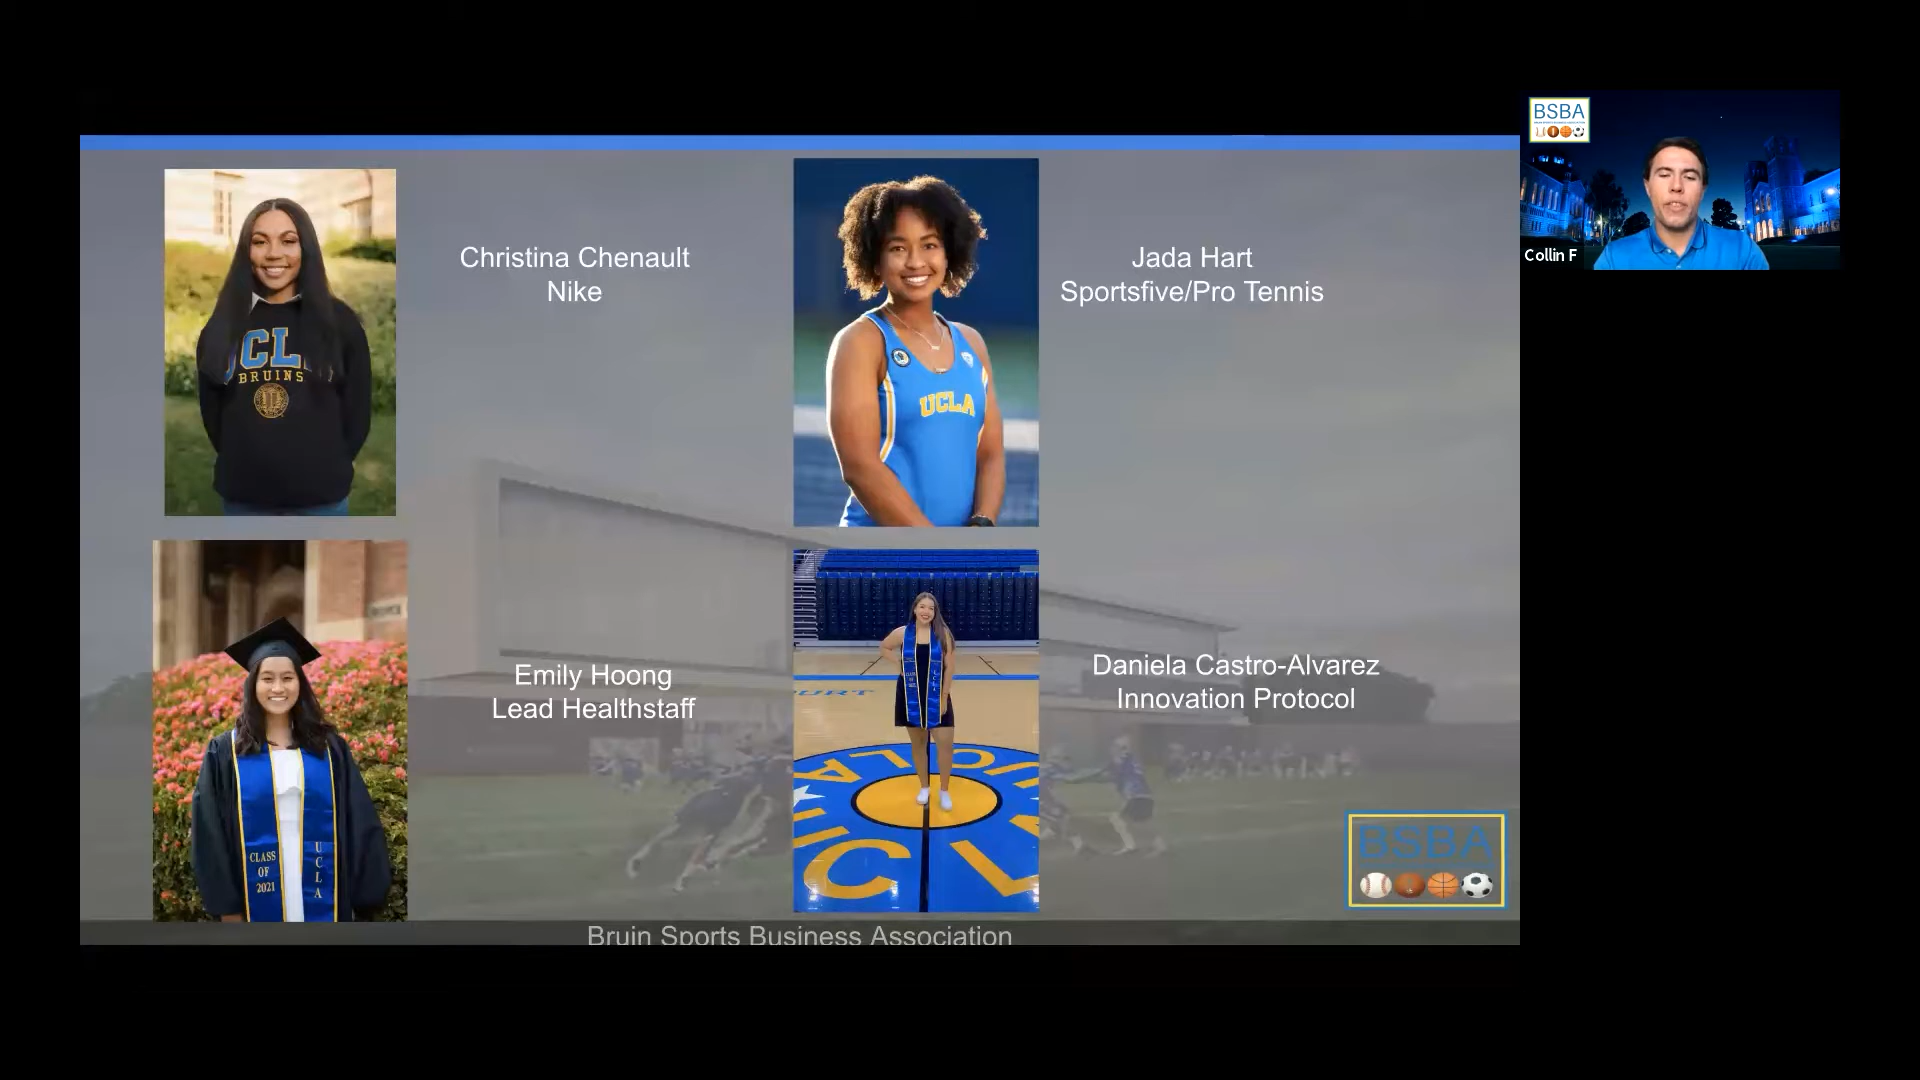 BSBA
Collin F
Christina Chenault
Nike
UCLA
BRUINS
Jada Hart
Sportsfive/Pro Tennis
UCLA
Emily Hoong
Lead Healthstaff
CLASS
OF
2021
UCLA
Daniela Castro-Alvarez
Innovation Protocol
BSBA
Bruin Sports Business Association